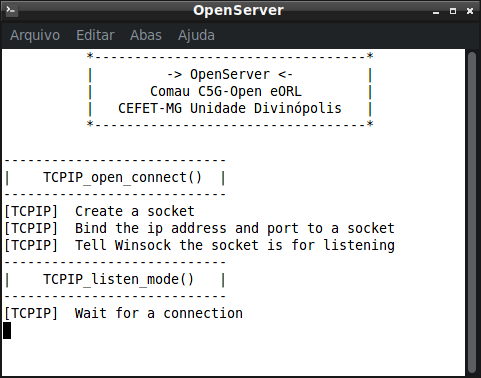 OpenServer
Arquivo Editar Abas Ajuda
*----------------------------------*
|         -> OpenServer <-         |
|       Comau C5G-Open eORL        |
|   CEFET-MG Unidade Divinópolis   |
*----------------------------------*
----------------------------
|    TCPIP_open_connect()  |
----------------------------
[TCPIP]  Create a socket
[TCPIP]  Bind the ip address and port to a socket
[TCPIP]  Tell Winsock the socket is for listening
----------------------------
|    TCPIP_listen_mode()   |
----------------------------
[TCPIP]  Wait for a connection